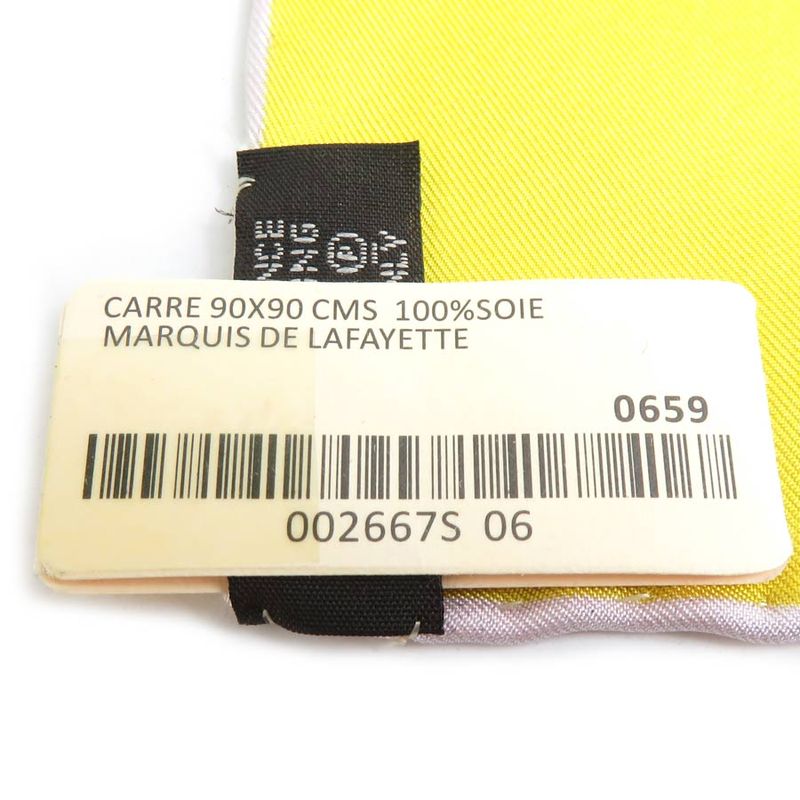 CARRE 90X90 CMS 100%SOIE
MARQUIS DE LAFAYETTE
0659
002667S 06